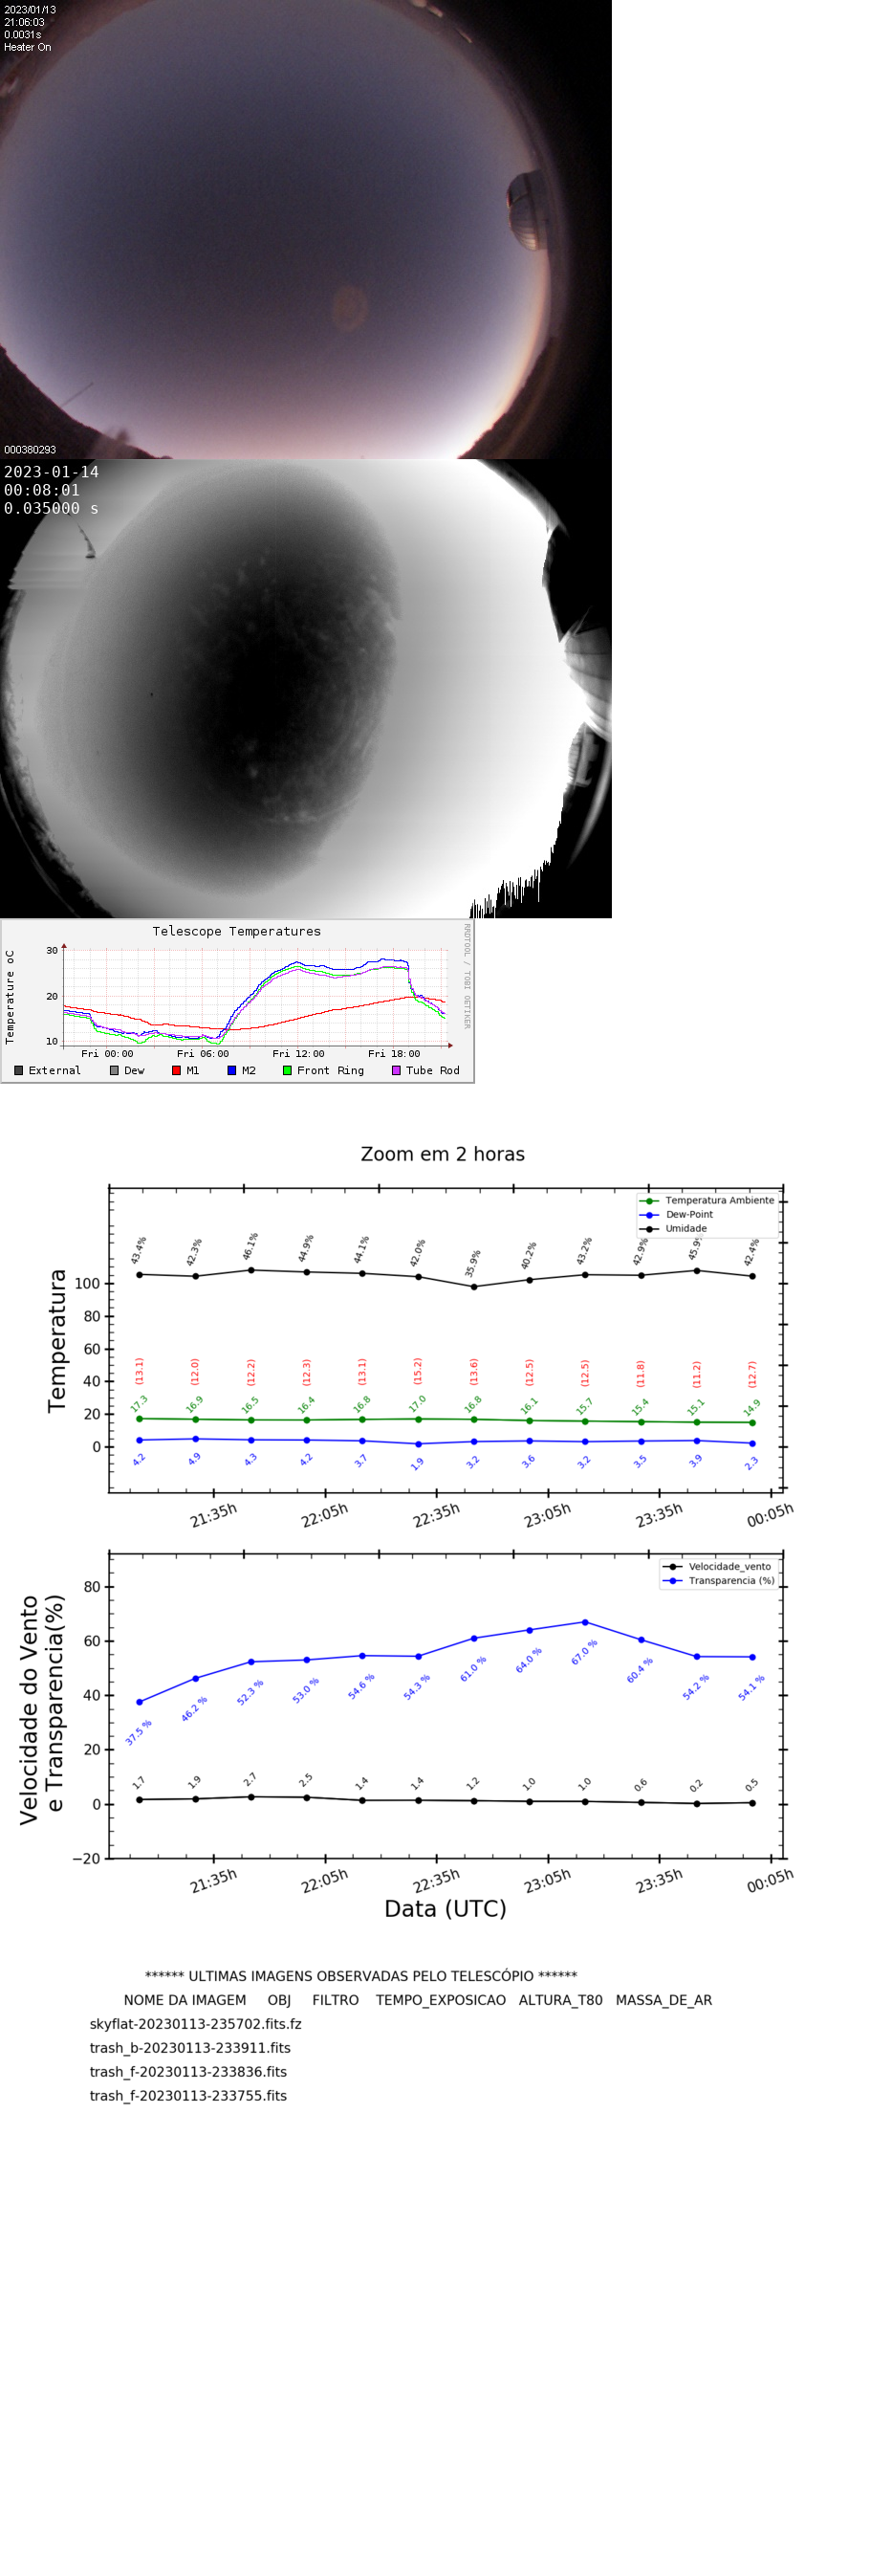 2023/01/13
21:06:03
0.0031s
Heater On
000380293
2023-01-14
00:08:01
0.035000 s
Telescope Temperatures
RRDTOOL / TOBI OETIKER
Temperature oC
30
20
10
Fri 00:00 Fri 06:00 Fri 12:00 Fri 18:00
External Dew M1 M2 Front Ring Tube Rod
Zoom em 2 horas
Temperatura Ambiente
Dew-Point
Umidade
43.4% 42.3% 46.1% 44.9% 44.1% 42.0% 35.9% 40.2% 43.2% 42.9% 45.9% 42.4%
Temperatura
100
80
60
40
20
0
(13.1) (12.0) (12.2) (12.3) (13.1) (15.2) (13.6) (12.5) (12.5) (11.8) (11.2) (12.7)
17.3 16.9 16.5 16.4 16.8 17.0 16.8 16.1 15.7 15.4 15.1 14.9
4.2 4.9 4.3 4.2 3.7 1.9 3.2 3.6 3.2 3.5 3.9 2.3
21:35h 22:05h 22:35h 23:05h 23:35h 00:05h
Velocidade_vento
Transparencia (%)
Velocidade do Vento
e Transparencia(%)
80
60
40
20
0
−20
37.5 % 46.2 % 52.3 % 53.0 % 54.6 % 54.3 % 61.0 % 64.0 % 67.0 % 60.4 % 54.2 % 54.1 %
1.7 1.9 2.7 2.5 1.4 1.4 1.2 1.0 1.0 0.6 0.2 0.5
21:35h 22:05h 22:35h 23:05h 23:35h 00:05h
Data (UTC)
****** ULTIMAS IMAGENS OBSERVADAS PELO TELESCÓPIO ******
NOME DA IMAGEM OBJ FILTRO TEMPO_EXPOSICAO ALTURA_T80 MASSA_DE_AR
skyflat-20230113-235702.fits.fz
trash_b-20230113-233911.fits
trash_f-20230113-233836.fits
trash_f-20230113-233755.fits